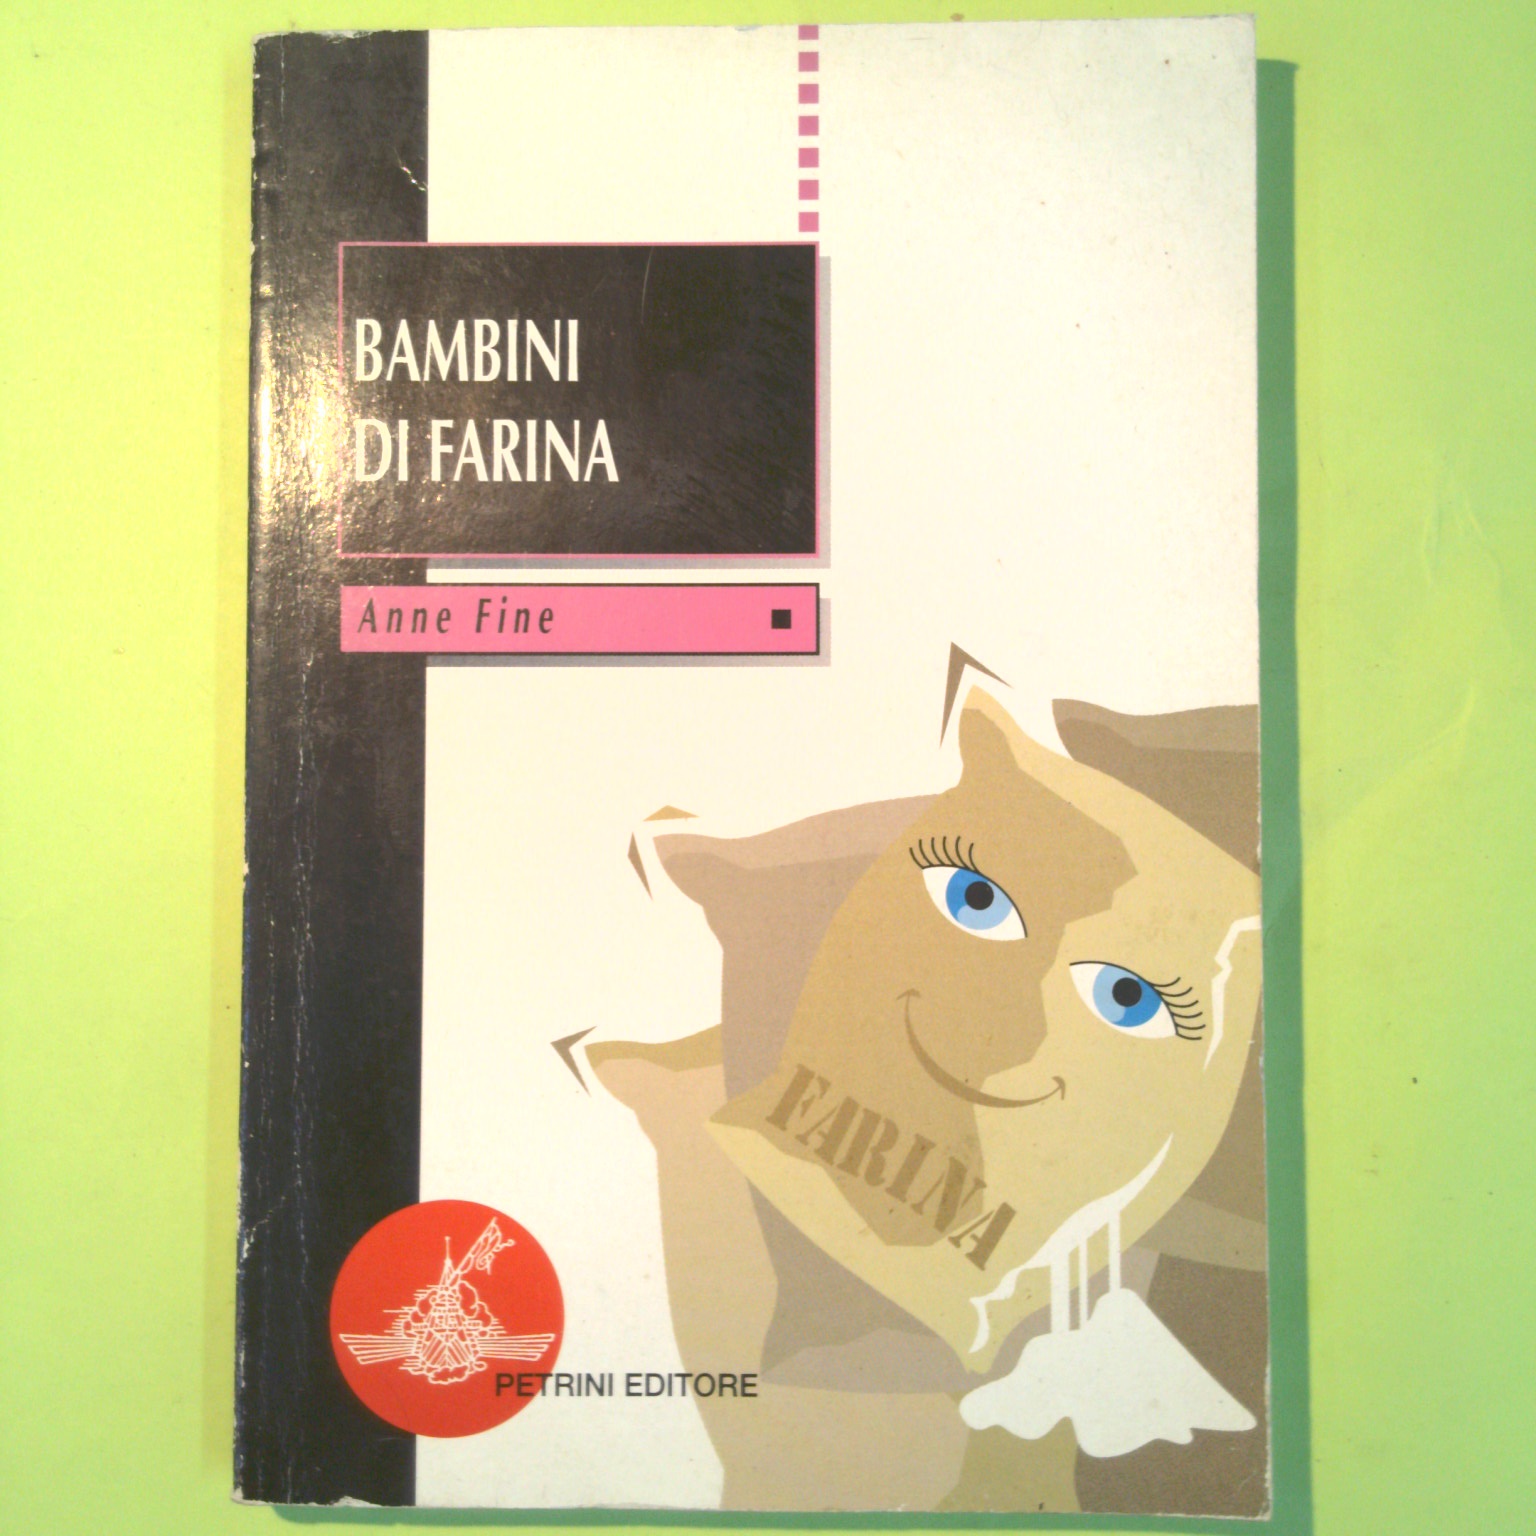 BAMBINI
DI FARINA
Anne Fine
FARINA
PETRINI EDITORE